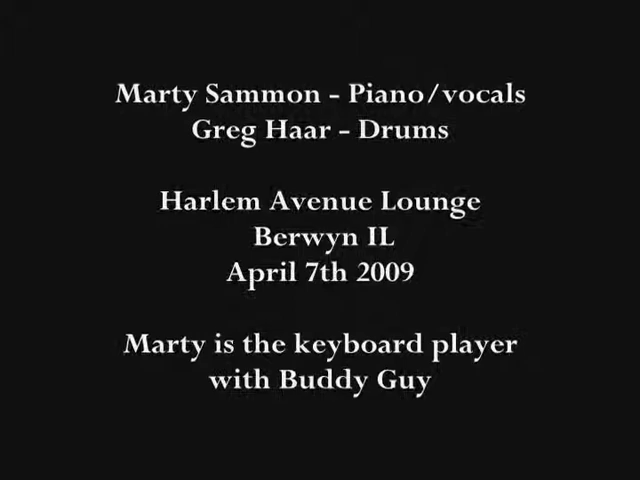 Marty Sammon - Piano/vocals
Greg Haar - Drums
Harlem Avenue Lounge
Berwyn IL
April 7th 2009
Marty is the keyboard player
with Buddy Guy